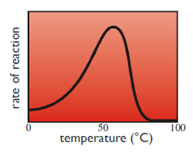 rate of reaction
0 50 100
temperature (°C)